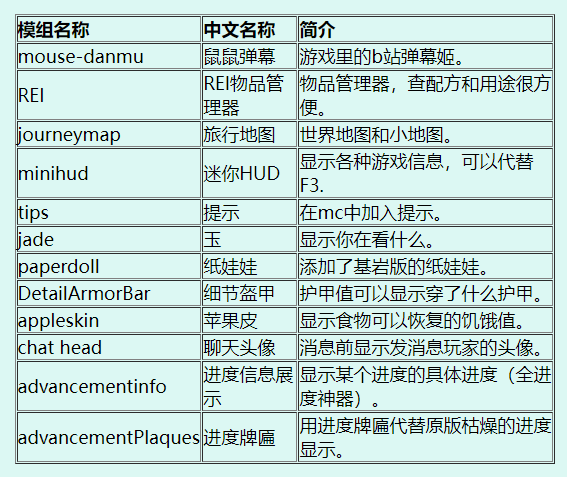 模组名称 中文名称 简介
mouse-danmu 鼠鼠弹幕 游戏里的b站弹幕姬。
REI REI物品管理器 物品管理器，查配方和用途很方便。
journeymap 旅行地图 世界地图和小地图。
minihud 迷你HUD 显示各种游戏信息，可以代替F3.
tips 提示 在mc中加入提示。
jade 玉 显示你在看什么。
paperdoll 纸娃娃 添加了基岩版的纸娃娃。
DetailArmorBar 细节盔甲 护甲值可以显示穿了什么护甲。
appleskin 苹果皮 显示食物可以恢复的饥饿值。
chat head 聊天头像 消息前显示发消息玩家的头像。
advancementinfo 进度信息展示 显示某个进度的具体进度（全进度神器）。
advancementPlaques 进度牌匾 用进度牌匾代替原版枯燥的进度显示。